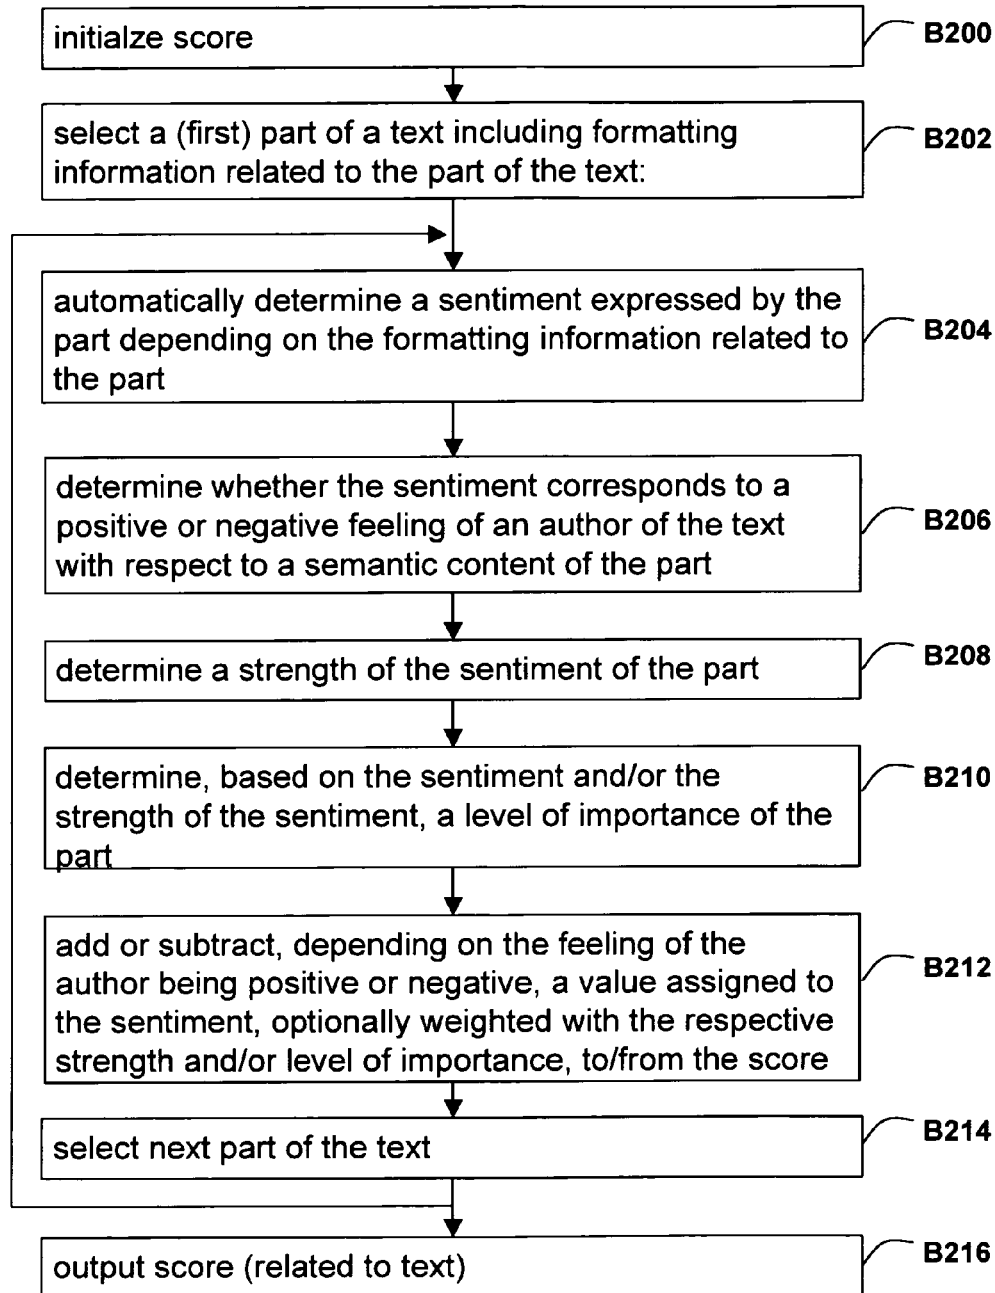 initialze score
B200
select a (first) part of a text including formatting
information related to the part of the text:
B202
automatically determine a sentiment expressed by the
part depending on the formatting information related to
the part
B204
determine whether the sentiment corresponds to a
positive or negative feeling of an author of the text
with respect to a semantic content of the part
B206
determine a strength of the sentiment of the part
B208
determine, based on the sentiment and/or the
strength of the sentiment, a level of importance of the
part
B210
add or subtract, depending on the feeling of the
author being positive or negative, a value assigned to
the sentiment, optionally weighted with the respective
strength and/or level of importance, to/from the score
B212
select next part of the text
B214
output score (related to text)
B216